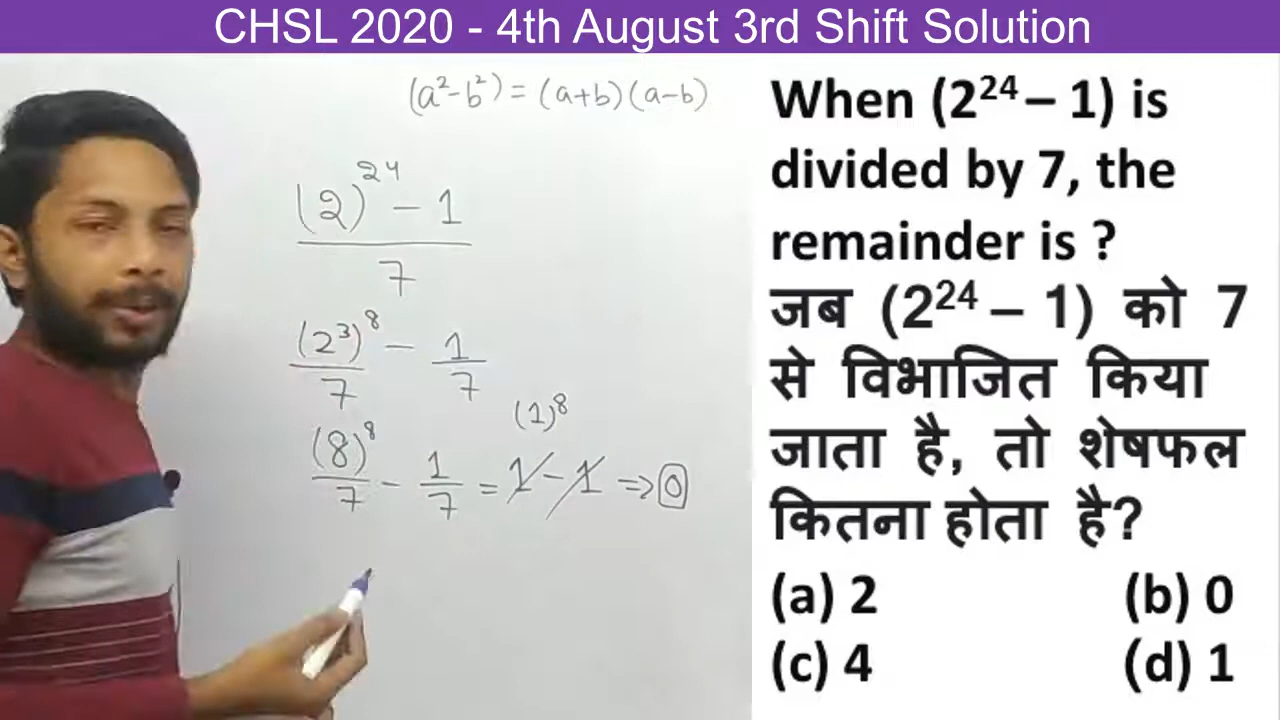 CHSL 2020 - 4th August 3rd Shift Solution
(a² - b²) = (a+b)(a-b)
(2)²⁴ - 1
7
(2³)⁸ - 1
7 7
(1)⁸
(8)⁸ - 1 = 1 - 1 ⇒ 0
7 7
When (2²⁴ – 1) is
divided by 7, the
remainder is ?
जब (2²⁴ – 1) को 7
से विभाजित किया
जाता है, तो शेषफल
कितना होता है?
(a) 2 (b) 0
(c) 4 (d) 1